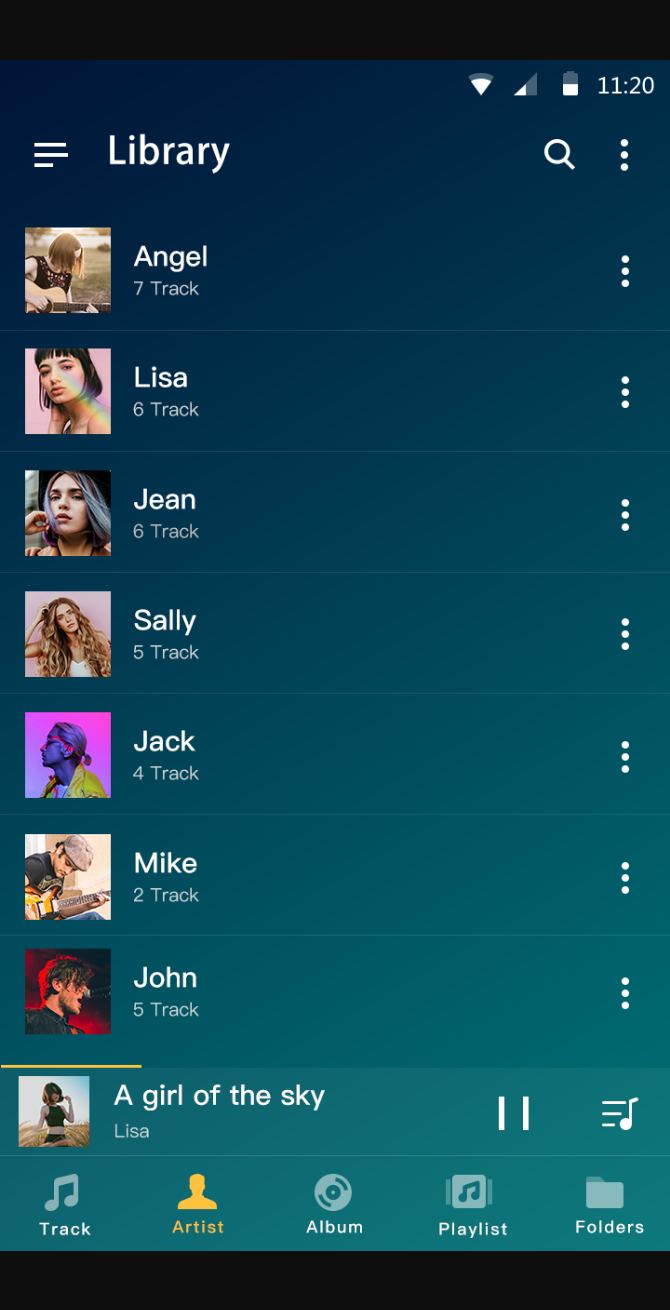 11:20
Library
Angel
7 Track
Lisa
6 Track
Jean
6 Track
Sally
5 Track
Jack
4 Track
Mike
2 Track
John
5 Track
A girl of the sky
Lisa
Track Artist Album Playlist Folders